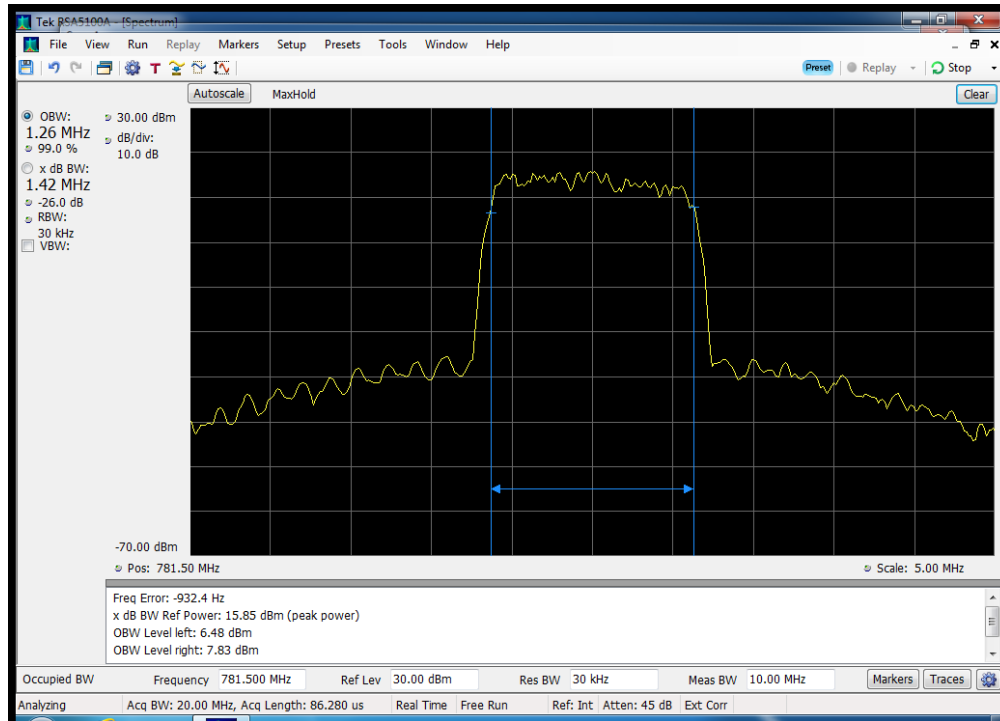 Tek RSA5100A - [Spectrum]
File View Run Replay Markers Setup Presets Tools Window Help
T Preset Replay Stop
Autoscale MaxHold Clear
OBW:
1.26 MHz
99.0 %
x dB BW:
1.42 MHz
-26.0 dB
RBW:
30 kHz
VBW:
30.00 dBm
dB/div:
10.0 dB
-70.00 dBm
Pos: 781.50 MHz Scale: 5.00 MHz
Freq Error: -932.4 Hz
x dB BW Ref Power: 15.85 dBm (peak power)
OBW Level left: 6.48 dBm
OBW Level right: 7.83 dBm
Occupied BW Frequency 781.500 MHz Ref Lev 30.00 dBm Res BW 30 kHz Meas BW 10.00 MHz Markers Traces
Analyzing Acq BW: 20.00 MHz, Acq Length: 86.280 us Real Time Free Run Ref: Int Atten: 45 dB Ext Corr